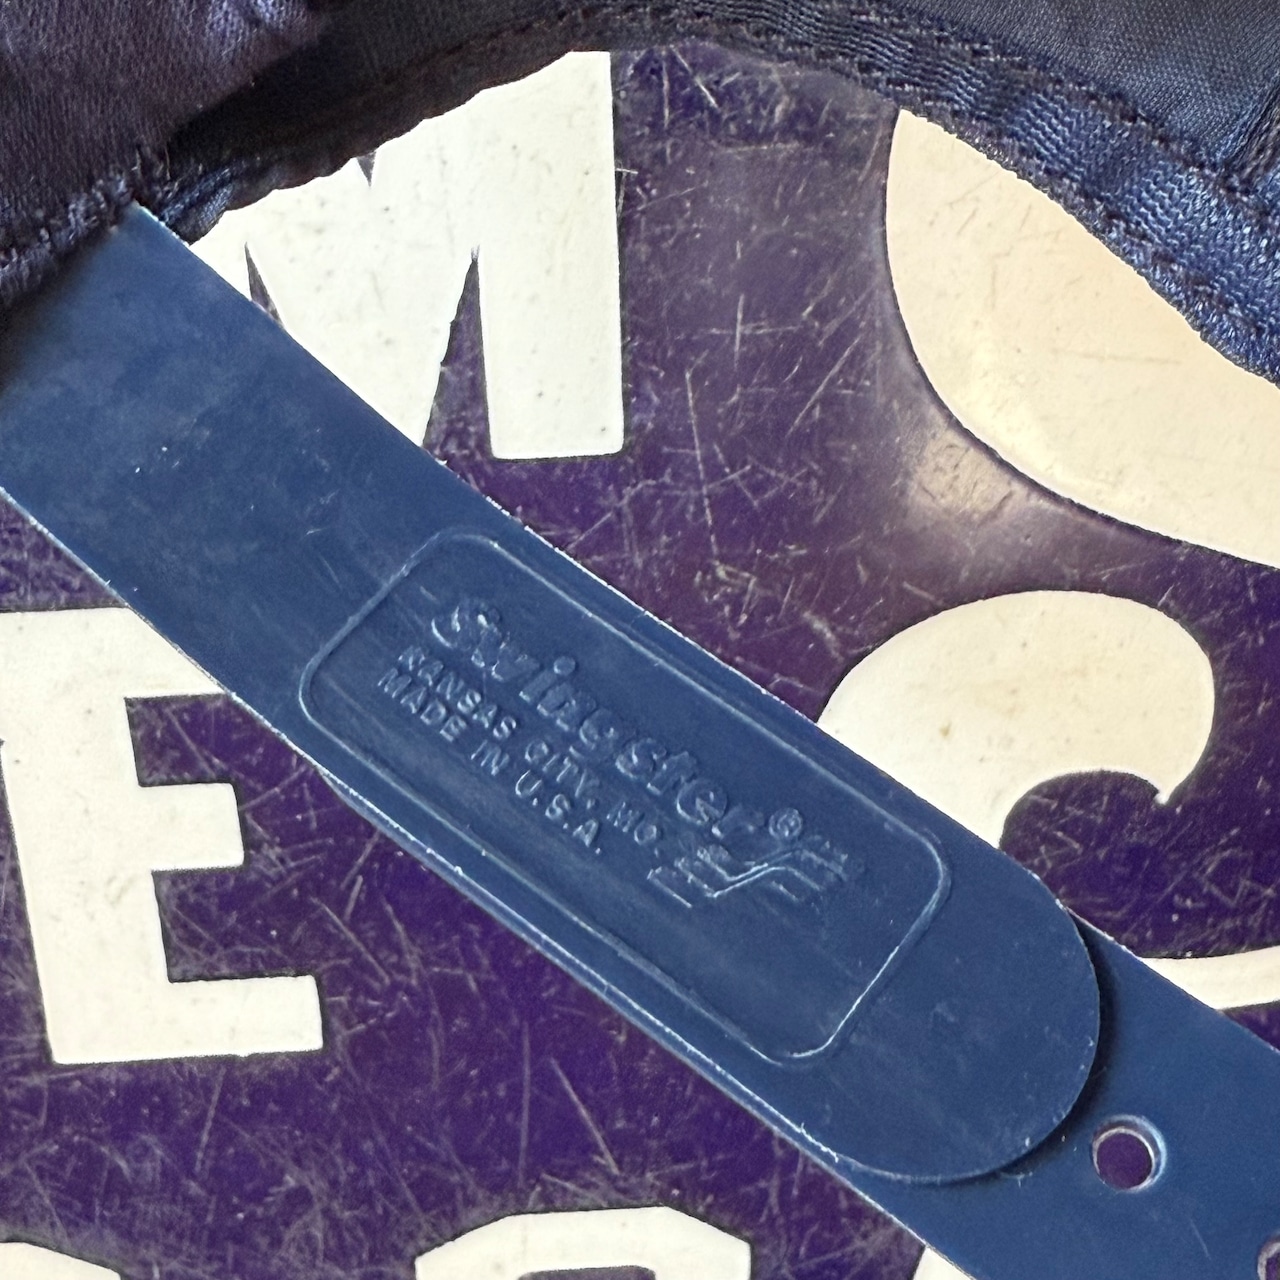 M
Swingster®
KANSAS CITY, MO.
MADE IN U.S.A.
E